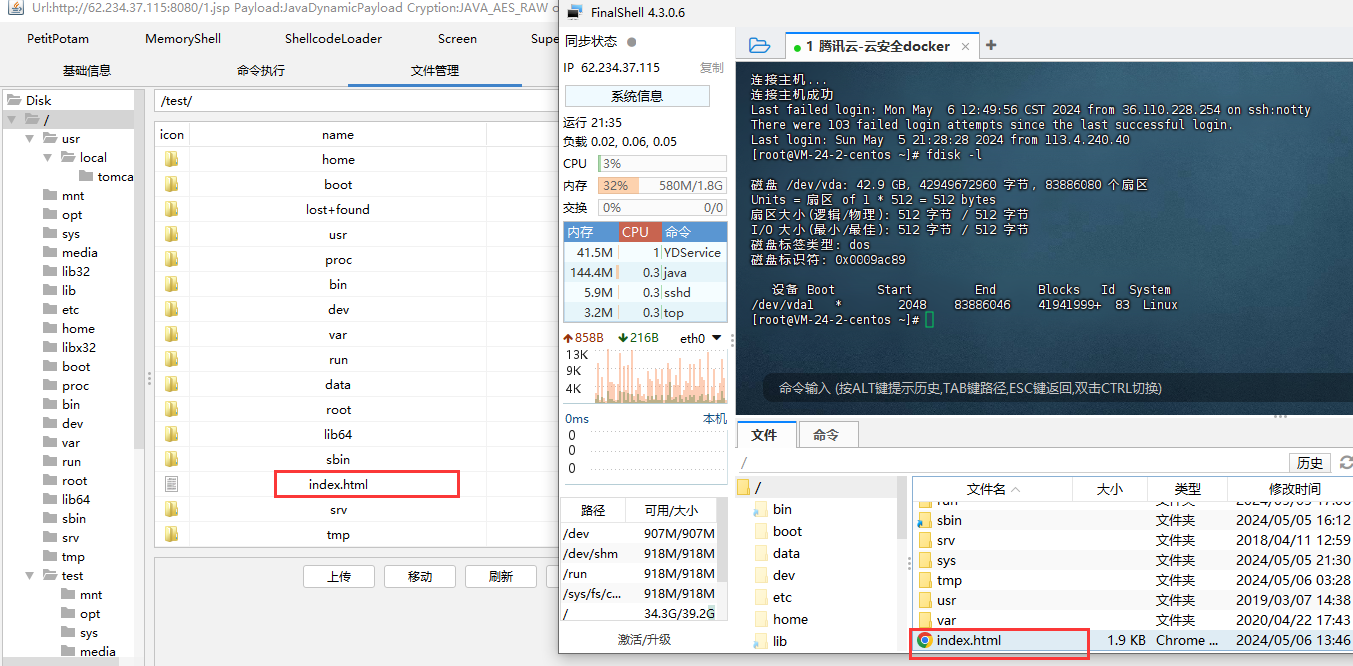 Url:http://62.234.37.115:8080/1.jsp Payload:JavaDynamicPayload Cryption:JAVA_AES_RAW
PetitPotam MemoryShell ShellcodeLoader Screen Supe
基础信息 命令执行 文件管理
Disk
/
usr
local
tomca
mnt
opt
sys
media
lib32
lib
etc
home
libx32
boot
proc
bin
dev
var
run
root
lib64
sbin
srv
tmp
test
mnt
opt
sys
media
/test/
icon name
home
boot
lost+found
usr
proc
bin
dev
var
run
data
root
lib64
sbin
index.html
srv
tmp
上传 移动 刷新
FinalShell 4.3.0.6
同步状态
IP 62.234.37.115 复制
系统信息
运行 21:35
负载 0.02, 0.06, 0.05
CPU 3%
内存 32% 580M/1.8G
交换 0% 0/0
内存 CPU 命令
41.5M 1 YDService
144.4M 0.3 java
5.9M 0.3 sshd
3.2M 0.3 top
858B 216B eth0
13K
9K
4K
0ms 本机
0
0
0
路径 可用/大小
/dev 907M/907M
/dev/shm 918M/918M
/run 918M/918M
/sys/fs/c... 918M/918M
/ 34.3G/39.2G
激活/升级
1 腾讯云-云安全docker × +
连接主机...
连接主机成功
Last failed login: Mon May  6 12:49:56 CST 2024 from 36.110.228.254 on ssh:notty
There were 103 failed login attempts since the last successful login.
Last login: Sun May  5 21:28:28 2024 from 113.4.240.40
[root@VM-24-2-centos ~]# fdisk -l
磁盘 /dev/vda: 42.9 GB, 42949672960 字节, 83886080 个扇区
Units = 扇区 of 1 * 512 = 512 bytes
扇区大小(逻辑/物理): 512 字节 / 512 字节
I/O 大小(最小/最佳): 512 字节 / 512 字节
磁盘标签类型: dos
磁盘标识符: 0x0009ac89
设备 Boot Start End Blocks Id System
/dev/vda1 * 2048 83886046 41941999+ 83 Linux
[root@VM-24-2-centos ~]#
命令输入 (按ALT键提示历史,TAB键路径,ESC键返回,双击CTRL切换)
文件 命令
/ 历史
/
bin
boot
data
dev
etc
home
lib
文件名 大小 类型 修改时间
sbin 文件夹 2024/05/05 16:12
srv 文件夹 2018/04/11 12:59
sys 文件夹 2024/05/05 21:30
tmp 文件夹 2024/05/06 03:28
usr 文件夹 2019/03/07 14:38
var 文件夹 2020/04/22 17:43
index.html 1.9 KB Chrome ... 2024/05/06 13:46